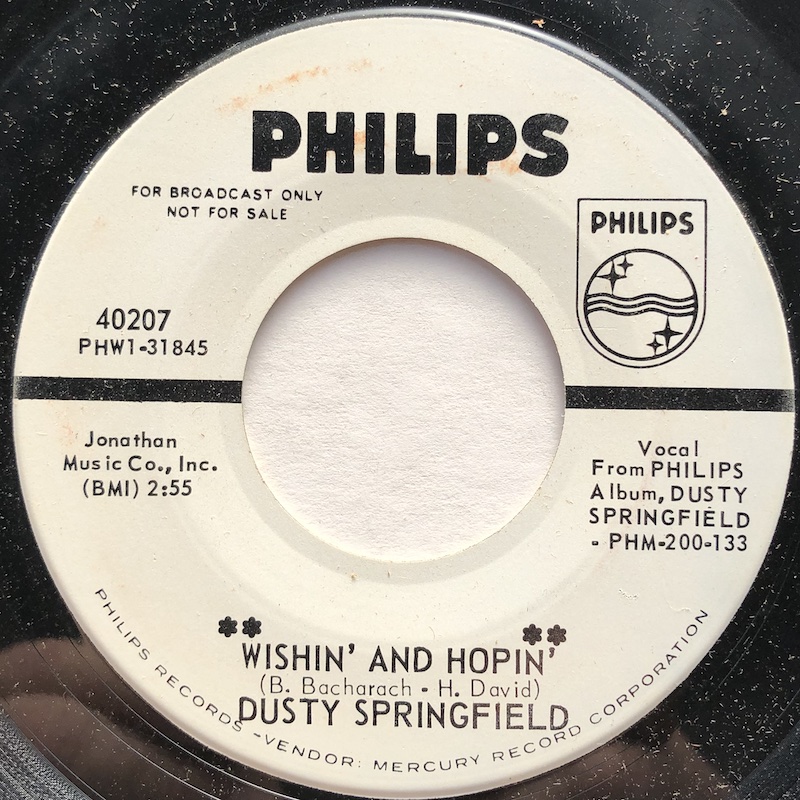 PHILIPS
FOR BROADCAST ONLY
NOT FOR SALE
PHILIPS
40207
PHW1-31845
Jonathan
Music Co., Inc.
(BMI) 2:55
Vocal
From PHILIPS
Album, DUSTY
SPRINGFIELD
- PHM-200-133
** **
WISHIN' AND HOPIN'
(B. Bacharach - H. David)
DUSTY SPRINGFIELD
PHILIPS RECORDS - VENDOR: MERCURY RECORD CORPORATION